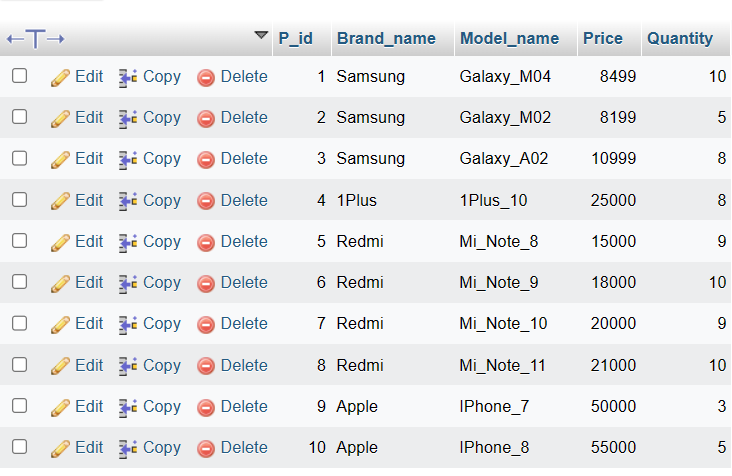 P_id Brand_name Model_name Price Quantity
Edit Copy Delete 1 Samsung Galaxy_M04 8499 10
Edit Copy Delete 2 Samsung Galaxy_M02 8199 5
Edit Copy Delete 3 Samsung Galaxy_A02 10999 8
Edit Copy Delete 4 1Plus 1Plus_10 25000 8
Edit Copy Delete 5 Redmi Mi_Note_8 15000 9
Edit Copy Delete 6 Redmi Mi_Note_9 18000 10
Edit Copy Delete 7 Redmi Mi_Note_10 20000 9
Edit Copy Delete 8 Redmi Mi_Note_11 21000 10
Edit Copy Delete 9 Apple IPhone_7 50000 3
Edit Copy Delete 10 Apple IPhone_8 55000 5